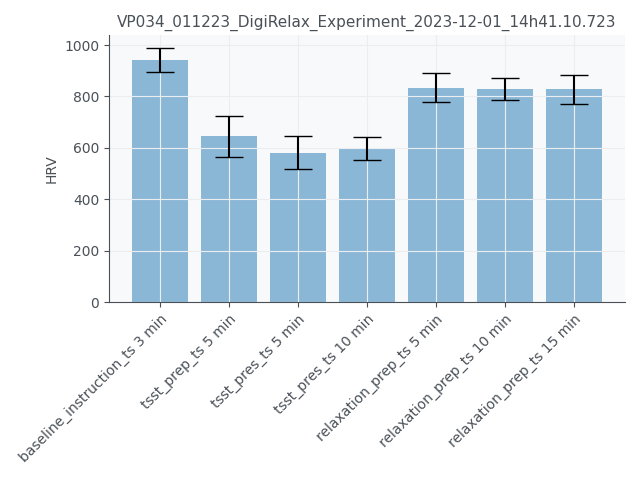 VP034_011223_DigiRelax_Experiment_2023-12-01_14h41.10.723
HRV
1000
800
600
400
200
0
baseline_instruction_ts 3 min
tsst_prep_ts 5 min
tsst_pres_ts 5 min
tsst_pres_ts 10 min
relaxation_prep_ts 5 min
relaxation_prep_ts 10 min
relaxation_prep_ts 15 min